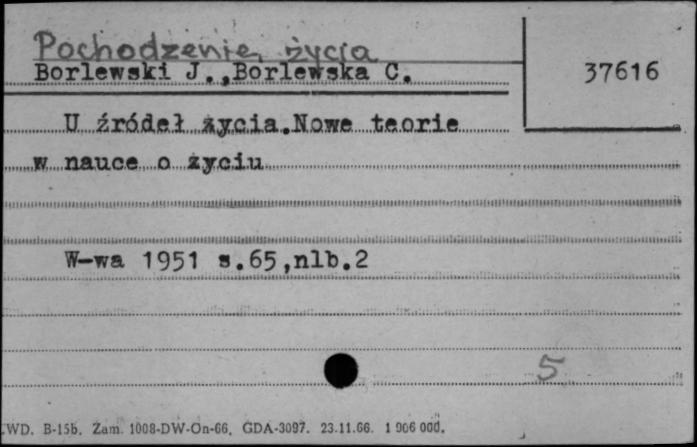 Pochodzenie życia
Borlewski J., Borlewska C.
37616
U źródeł życia.Nowe teorie
w nauce o życiu
W-wa 1951 s.65,nlb.2
5
WD. B-15b. Zam. 1008-DW-On-66. GDA-3097. 23.11.66. 1 906 000.